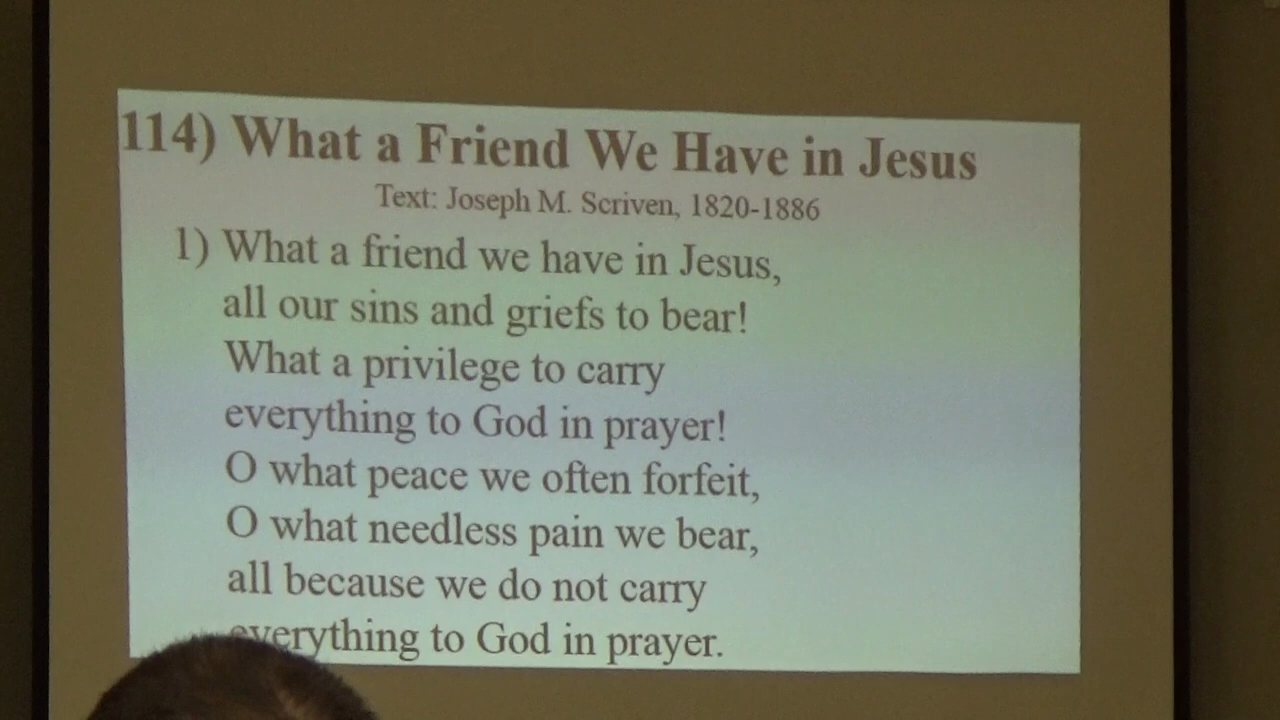 114) What a Friend We Have in Jesus
Text: Joseph M. Scriven, 1820-1886
1) What a friend we have in Jesus,
all our sins and griefs to bear!
What a privilege to carry
everything to God in prayer!
O what peace we often forfeit,
O what needless pain we bear,
all because we do not carry
everything to God in prayer.